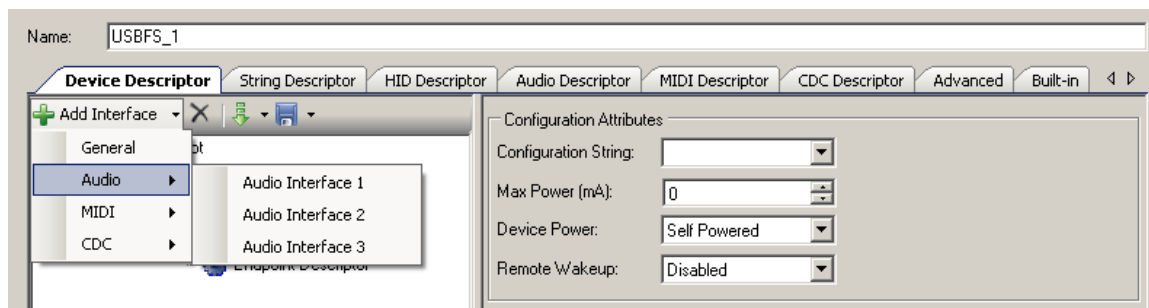 Name: USBFS_1
Device Descriptor String Descriptor HID Descriptor Audio Descriptor MIDI Descriptor CDC Descriptor Advanced Built-in
Add Interface
General
Audio
MIDI
CDC
Audio Interface 1
Audio Interface 2
Audio Interface 3
Endpoint Descriptor
Configuration Attributes
Configuration String:
Max Power (mA): 0
Device Power: Self Powered
Remote Wakeup: Disabled